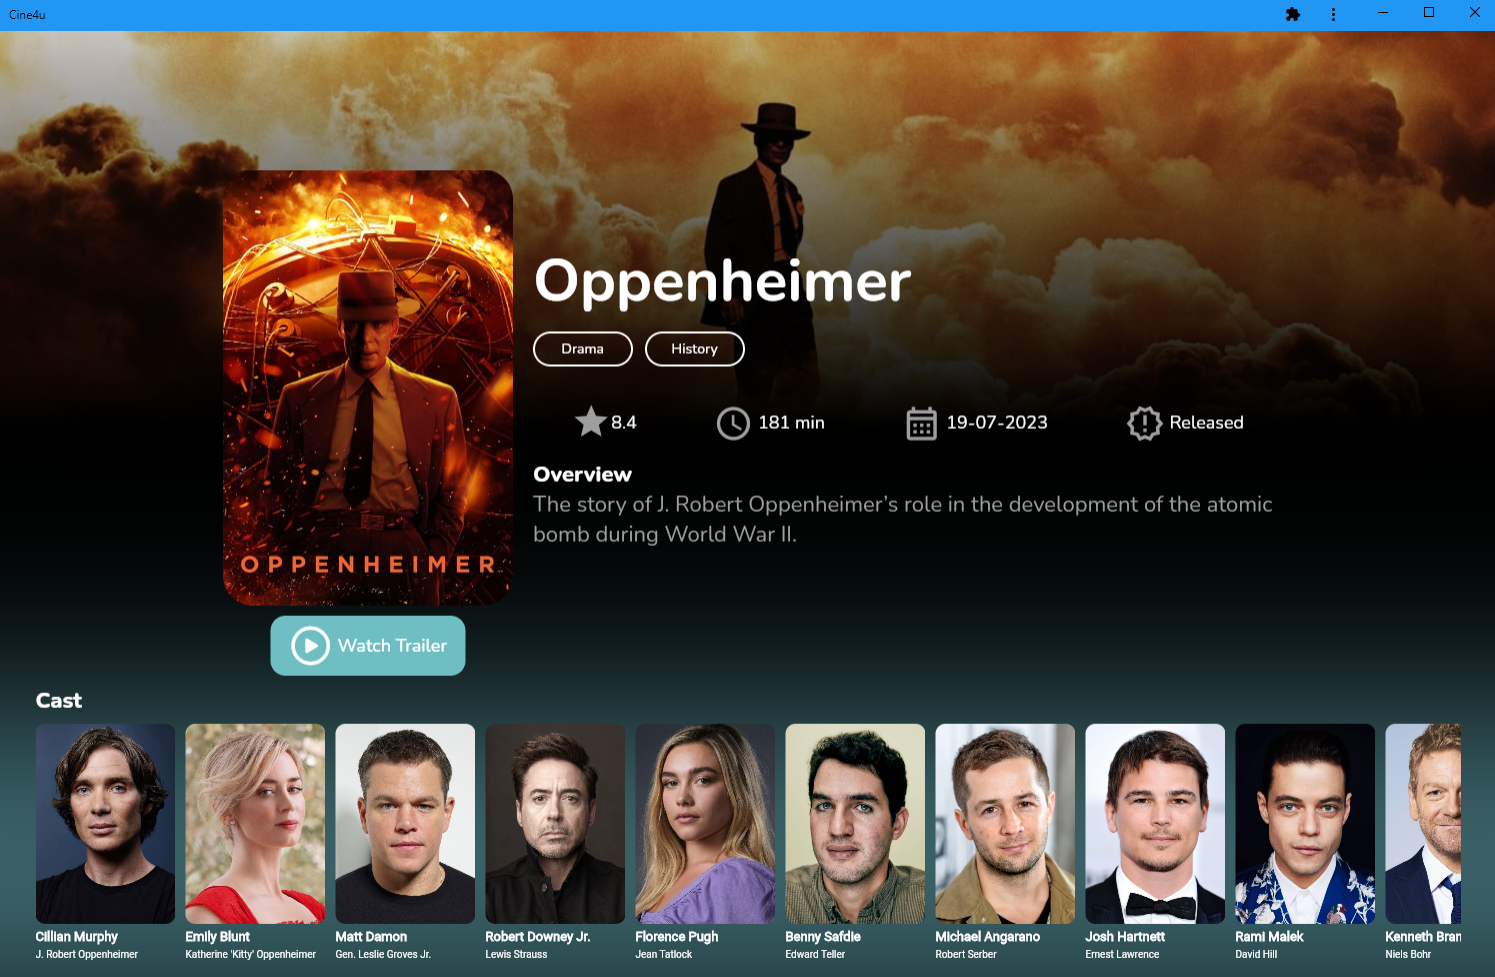 Cine4u
Oppenheimer
Drama
History
8.4
181 min
19-07-2023
Released
Overview
The story of J. Robert Oppenheimer’s role in the development of the atomic
bomb during World War II.
OPPENHEIMER
Watch Trailer
Cast
Cillian Murphy
J. Robert Oppenheimer
Emily Blunt
Katherine 'Kitty' Oppenheimer
Matt Damon
Gen. Leslie Groves Jr.
Robert Downey Jr.
Lewis Strauss
Florence Pugh
Jean Tatlock
Benny Safdie
Edward Teller
Michael Angarano
Robert Serber
Josh Hartnett
Ernest Lawrence
Rami Malek
David Hill
Kenneth Bran
Niels Bohr